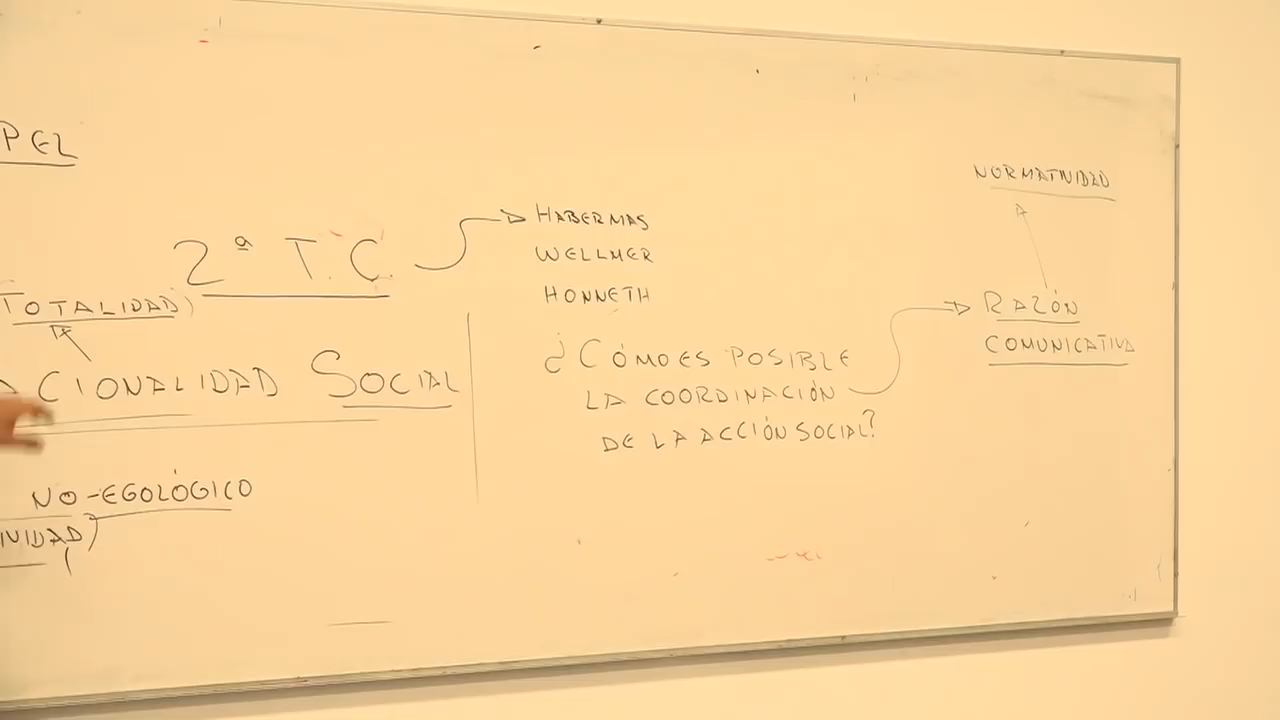 PEL
2ª T.C.
HABERMAS
WELLMER
HONNETH
(TOTALIDAD)
CIONALIDAD SOCIAL
NO-EGOLÓGICO
NIDAD)
¿CÓMO ES POSIBLE
LA COORDINACIÓN
DE LA ACCIÓN SOCIAL?
NORMATIVIDAD
RAZÓN
COMUNICATIVA